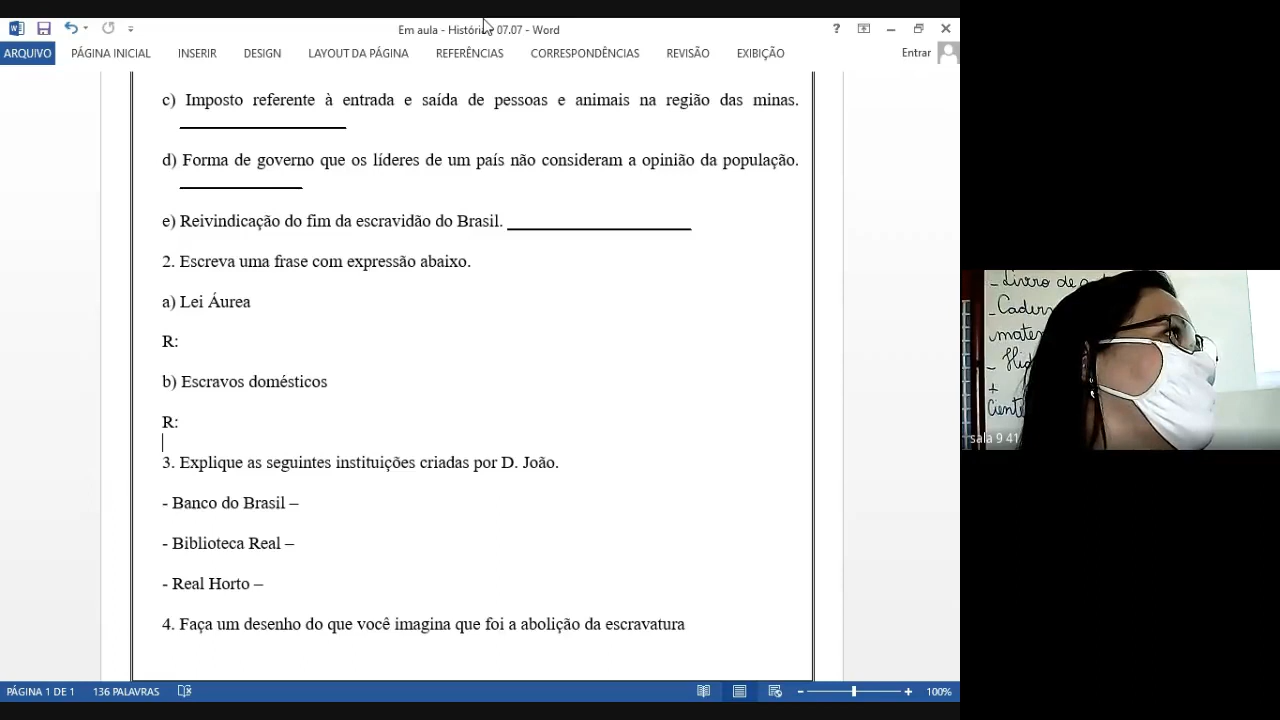 Em aula - História 07.07 - Word
?
ARQUIVO PÁGINA INICIAL INSERIR DESIGN LAYOUT DA PÁGINA REFERÊNCIAS CORRESPONDÊNCIAS REVISÃO EXIBIÇÃO Entrar
c) Imposto referente à entrada e saída de pessoas e animais na região das minas.
d) Forma de governo que os líderes de um país não consideram a opinião da população.
e) Reivindicação do fim da escravidão do Brasil.
2. Escreva uma frase com expressão abaixo.
a) Lei Áurea
R:
b) Escravos domésticos
R:
3. Explique as seguintes instituições criadas por D. João.
- Banco do Brasil –
- Biblioteca Real –
- Real Horto –
4. Faça um desenho do que você imagina que foi a abolição da escravatura
PÁGINA 1 DE 1 136 PALAVRAS 100%
- Livro de
sala 9 41